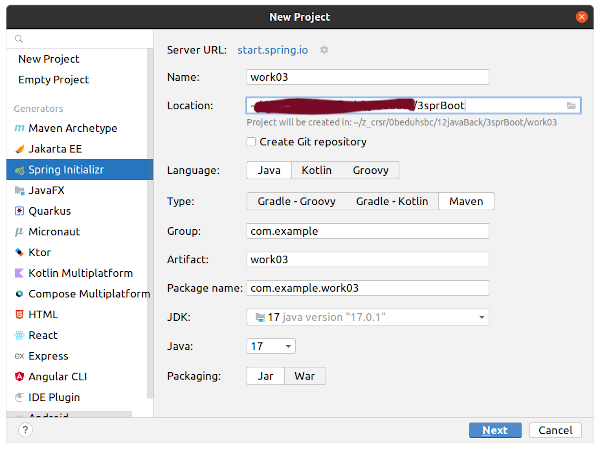 New Project
Server URL: start.spring.io
New Project
Empty Project
Generators
Maven Archetype
Jakarta EE
Spring Initializr
JavaFX
Quarkus
Micronaut
Ktor
Kotlin Multiplatform
Compose Multiplatform
HTML
React
ex Express
Angular CLI
IDE Plugin
Android
Name: work03
Location: ~ /3sprBoot
Project will be created in: ~/z_crsr/0beduhsbc/12javaBack/3sprBoot/work03
Create Git repository
Language: Java Kotlin Groovy
Type: Gradle - Groovy Gradle - Kotlin Maven
Group: com.example
Artifact: work03
Package name: com.example.work03
JDK: 17 java version "17.0.1"
Java: 17
Packaging: Jar War
? Next Cancel